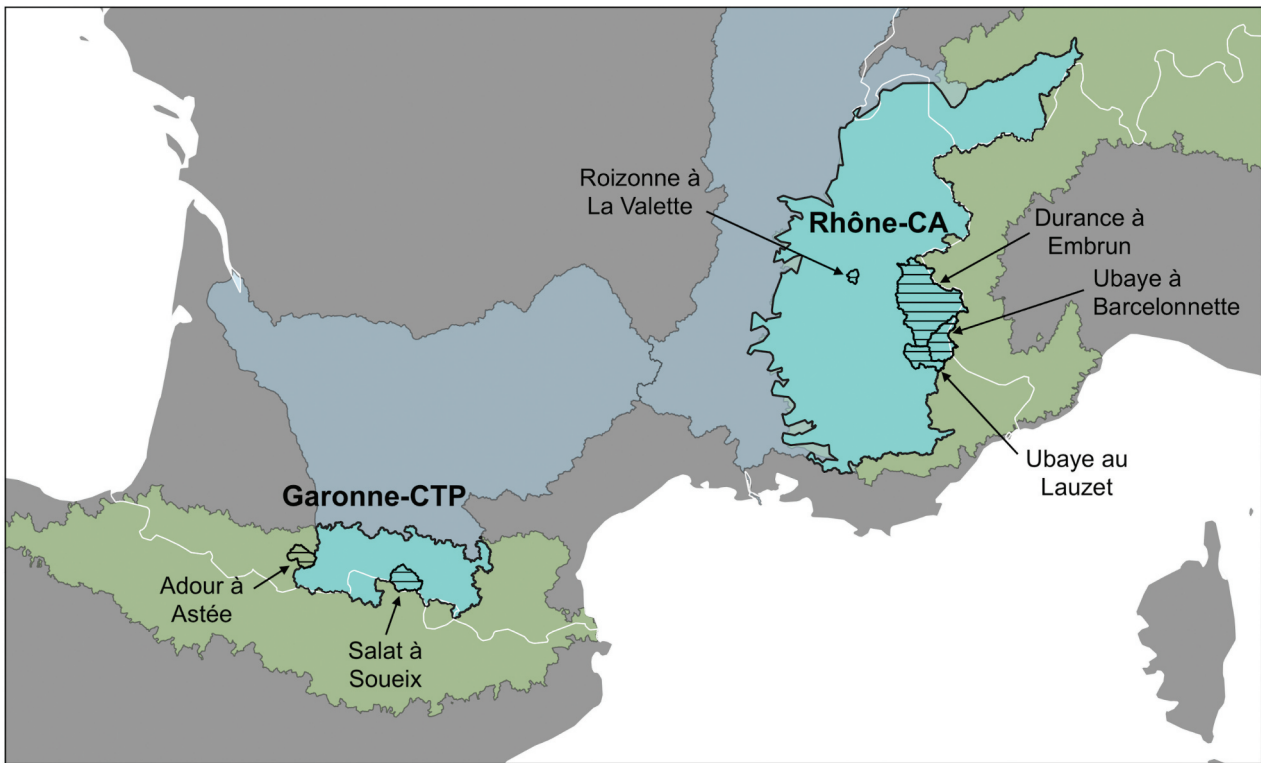 Roizonne à
La Valette
Rhône-CA
Durance à
Embrun
Ubaye à
Barcelonnette
Ubaye au
Lauzet
Garonne-CTP
Adour à
Astée
Salat à
Soueix